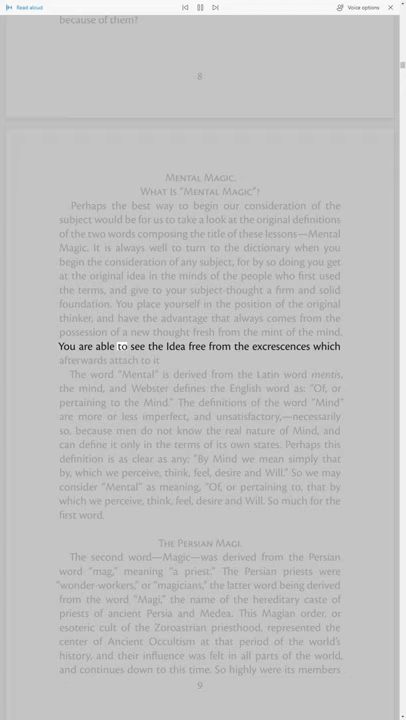 Read aloud
Voice options
because of them?
8
Mental Magic.
What Is "Mental Magic"?
Perhaps the best way to begin our consideration of the
subject would be for us to take a look at the original definitions
of the two words composing the title of these lessons—Mental
Magic. It is always well to turn to the dictionary when you
begin the consideration of any subject, for by so doing you get
at the original idea in the minds of the people who first used
the terms, and give to your subject-thought a firm and solid
foundation. You place yourself in the position of the original
thinker, and have the advantage that always comes from the
possession of a new thought fresh from the mint of the mind.
You are able to see the Idea free from the excrescences which
afterwards attach to it
The word "Mental" is derived from the Latin word mentis,
the mind, and Webster defines the English word as: "Of, or
pertaining to the Mind." The definitions of the word "Mind"
are more or less imperfect, and unsatisfactory,—necessarily
so, because men do not know the real nature of Mind, and
can define it only in the terms of its own states. Perhaps this
definition is as clear as any: "By Mind we mean simply that
by, which we perceive, think, feel, desire and Will." So we may
consider "Mental" as meaning, "Of, or pertaining to, that by
which we perceive, think, feel, desire and Will. So much for the
first word.
The Persian Magi.
The second word—Magic—was derived from the Persian
word "mag," meaning "a priest." The Persian priests were
"wonder-workers," or "magicians," the latter word being derived
from the word "Magi," the name of the hereditary caste of
priests of ancient Persia and Medea. This Magian order, or
esoteric cult of the Zoroastrian priesthood, represented the
center of Ancient Occultism at that period of the world's
history, and their influence was felt in all parts of the world,
and continues down to this time. So highly were its members
9